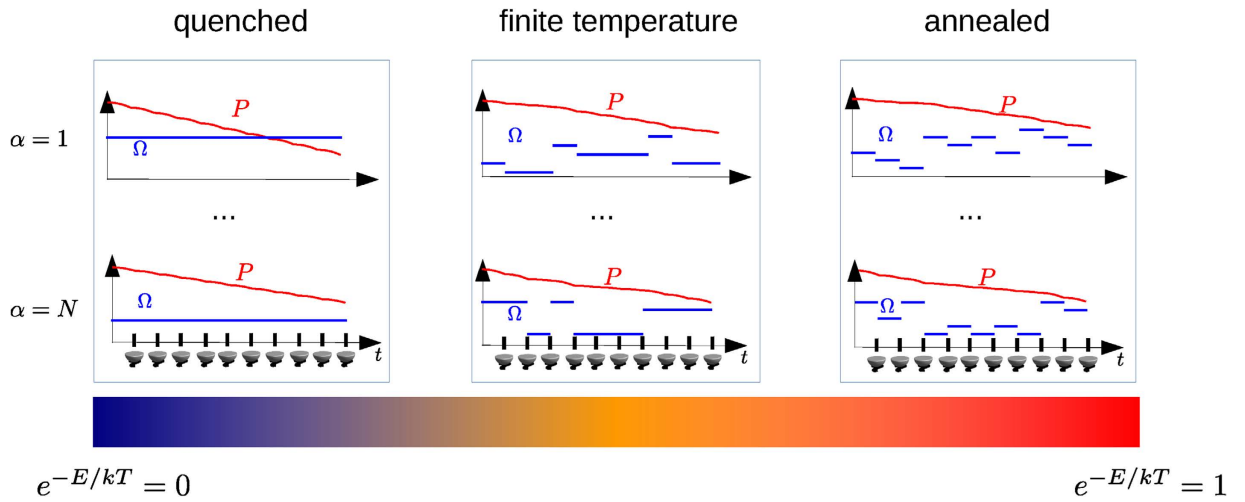 quenched finite temperature annealed
α = 1 P Ω P Ω P Ω
... ... ...
α = N P Ω t P Ω t P Ω t
e^{-E/kT} = 0 e^{-E/kT} = 1